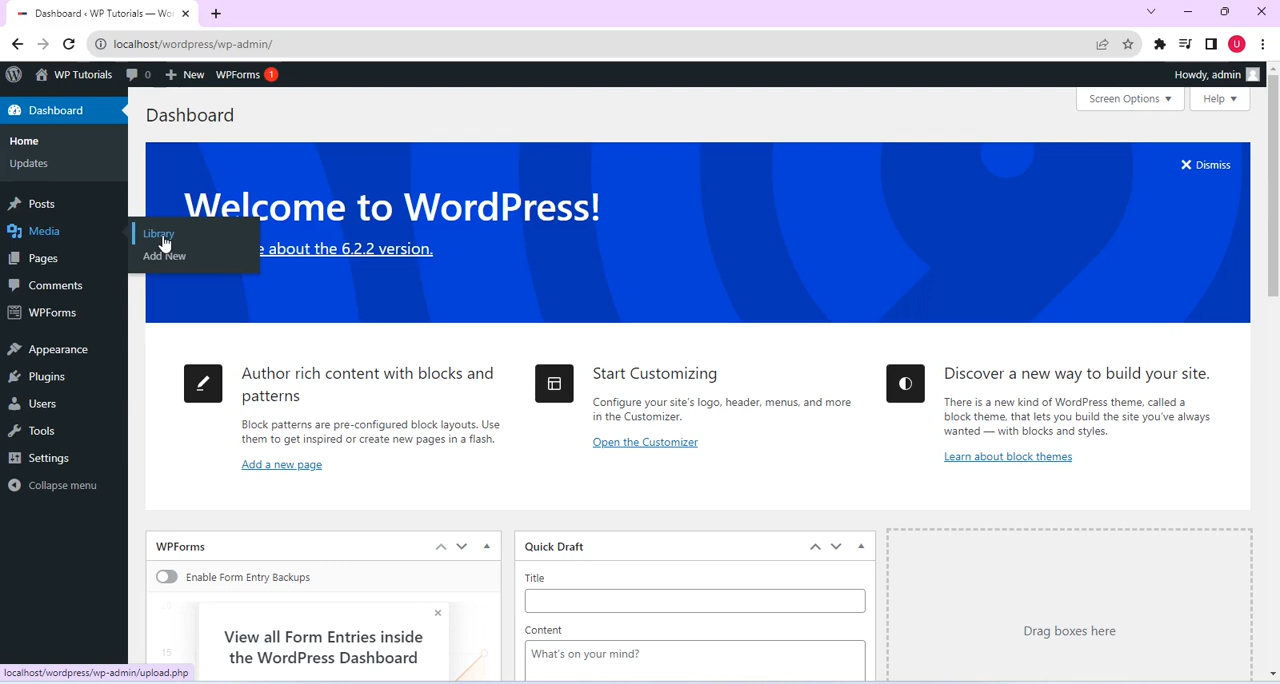 Dashboard ‹ WP Tutorials — Wo
localhost/wordpress/wp-admin/
U
WP Tutorials 0 New WPForms 1
Howdy, admin
Dashboard
Home
Updates
Posts
Media
Pages
Comments
WPForms
Appearance
Plugins
Users
Tools
Settings
Collapse menu
Library
Add New
Dashboard
Screen Options ▼
Help ▼
Welcome to WordPress!
Dismiss
e about the 6.2.2 version.
Author rich content with blocks and
patterns
Block patterns are pre-configured block layouts. Use
them to get inspired or create new pages in a flash.
Add a new page
Start Customizing
Configure your site's logo, header, menus, and more
in the Customizer.
Open the Customizer
Discover a new way to build your site.
There is a new kind of WordPress theme, called a
block theme, that lets you build the site you've always
wanted — with blocks and styles.
Learn about block themes
WPForms
Enable Form Entry Backups
20
15
View all Form Entries inside
the WordPress Dashboard
Quick Draft
Title
Content
What's on your mind?
Drag boxes here
localhost/wordpress/wp-admin/upload.php